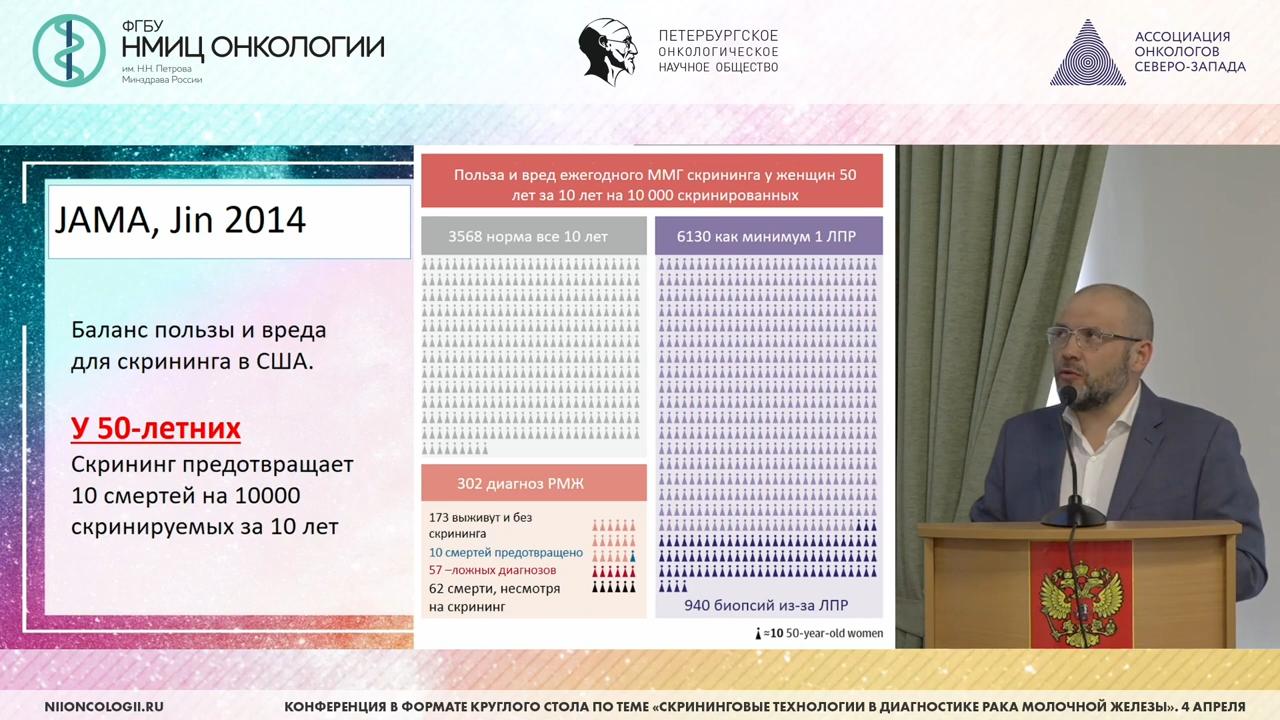 ФГБУ
НМИЦ ОНКОЛОГИИ
им. Н.Н. Петрова
Минздрава России
ПЕТЕРБУРГСКОЕ
ОНКОЛОГИЧЕСКОЕ
НАУЧНОЕ ОБЩЕСТВО
АССОЦИАЦИЯ
ОНКОЛОГОВ
СЕВЕРО-ЗАПАДА
JAMA, Jin 2014
Баланс пользы и вреда
для скрининга в США.
У 50-летних
Скрининг предотвращает
10 смертей на 10000
скринируемых за 10 лет
Польза и вред ежегодного ММГ скрининга у женщин 50
лет за 10 лет на 10 000 скринированных
3568 норма все 10 лет
6130 как минимум 1 ЛПР
302 диагноз РМЖ
173 выживут и без
скрининга
10 смертей предотвращено
57 –ложных диагнозов
62 смерти, несмотря
на скрининг
940 биопсий из-за ЛПР
≈10 50-year-old women
NIIONCOLOGII.RU
КОНФЕРЕНЦИЯ В ФОРМАТЕ КРУГЛОГО СТОЛА ПО ТЕМЕ «СКРИНИНГОВЫЕ ТЕХНОЛОГИИ В ДИАГНОСТИКЕ РАКА МОЛОЧНОЙ ЖЕЛЕЗЫ». 4 АПРЕЛЯ